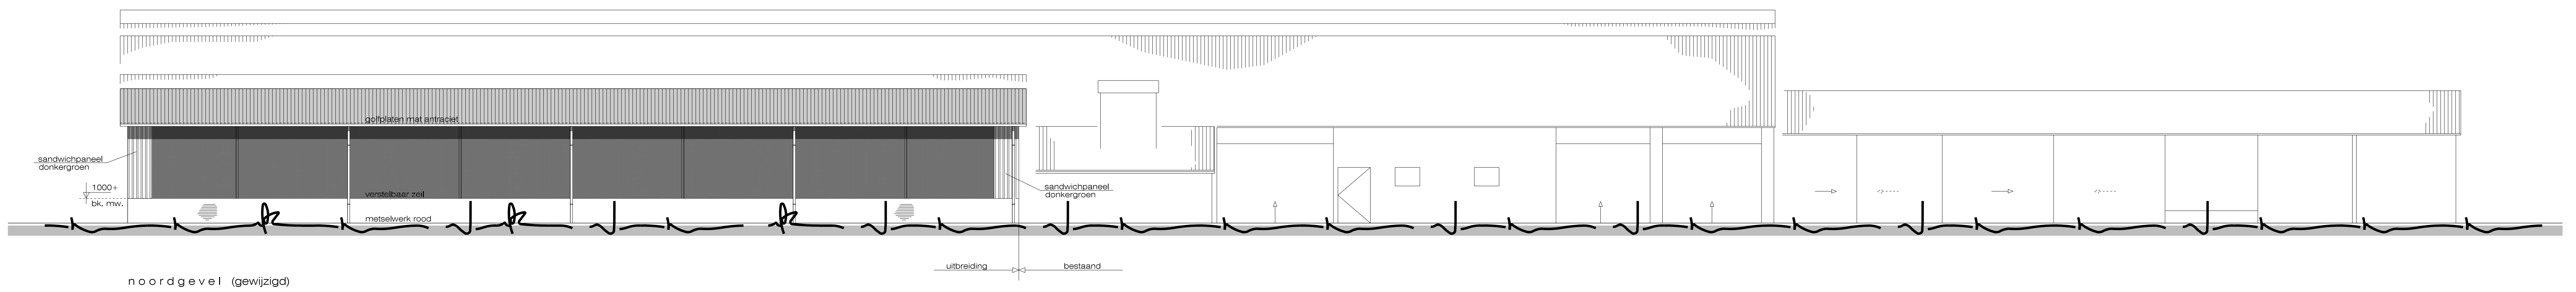 golfplaten mat antraciet
sandwichpaneel
donkergroen
1000+
bk. mw.
verstelbaar zeil
metselwerk rood
sandwichpaneel
donkergroen
uitbreiding
bestaand
noordgevel (gewijzigd)